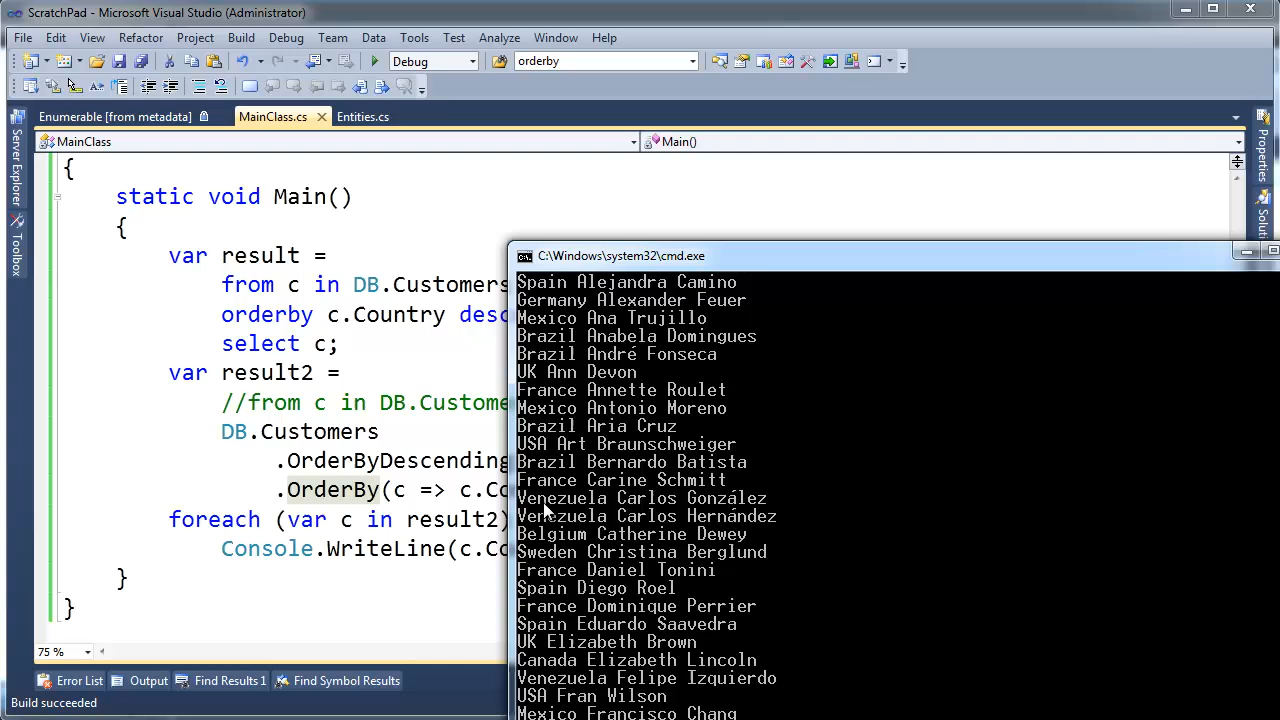 ScratchPad - Microsoft Visual Studio (Administrator)
File Edit View Refactor Project Build Debug Team Data Tools Test Analyze Window Help
Debug orderby
Enumerable [from metadata] MainClass.cs Entities.cs
MainClass Main()
Server Explorer
Toolbox
Properties
{
static void Main()
{
var result =
from c in DB.Customers
orderby c.Country desc
select c;
var result2 =
//from c in DB.Custome
DB.Customers
.OrderByDescending
.OrderBy(c => c.Co
foreach (var c in result2)
Console.WriteLine(c.Co
}
}
C:\Windows\system32\cmd.exe
Spain Alejandra Camino
Germany Alexander Feuer
Mexico Ana Trujillo
Brazil Anabela Domingues
Brazil André Fonseca
UK Ann Devon
France Annette Roulet
Mexico Antonio Moreno
Brazil Aria Cruz
USA Art Braunschweiger
Brazil Bernardo Batista
France Carine Schmitt
Venezuela Carlos González
Venezuela Carlos Hernández
Belgium Catherine Dewey
Sweden Christina Berglund
France Daniel Tonini
Spain Diego Roel
France Dominique Perrier
Spain Eduardo Saavedra
UK Elizabeth Brown
Canada Elizabeth Lincoln
Venezuela Felipe Izquierdo
USA Fran Wilson
Mexico Francisco Chang
75 %
Error List Output Find Results 1 Find Symbol Results
Build succeeded